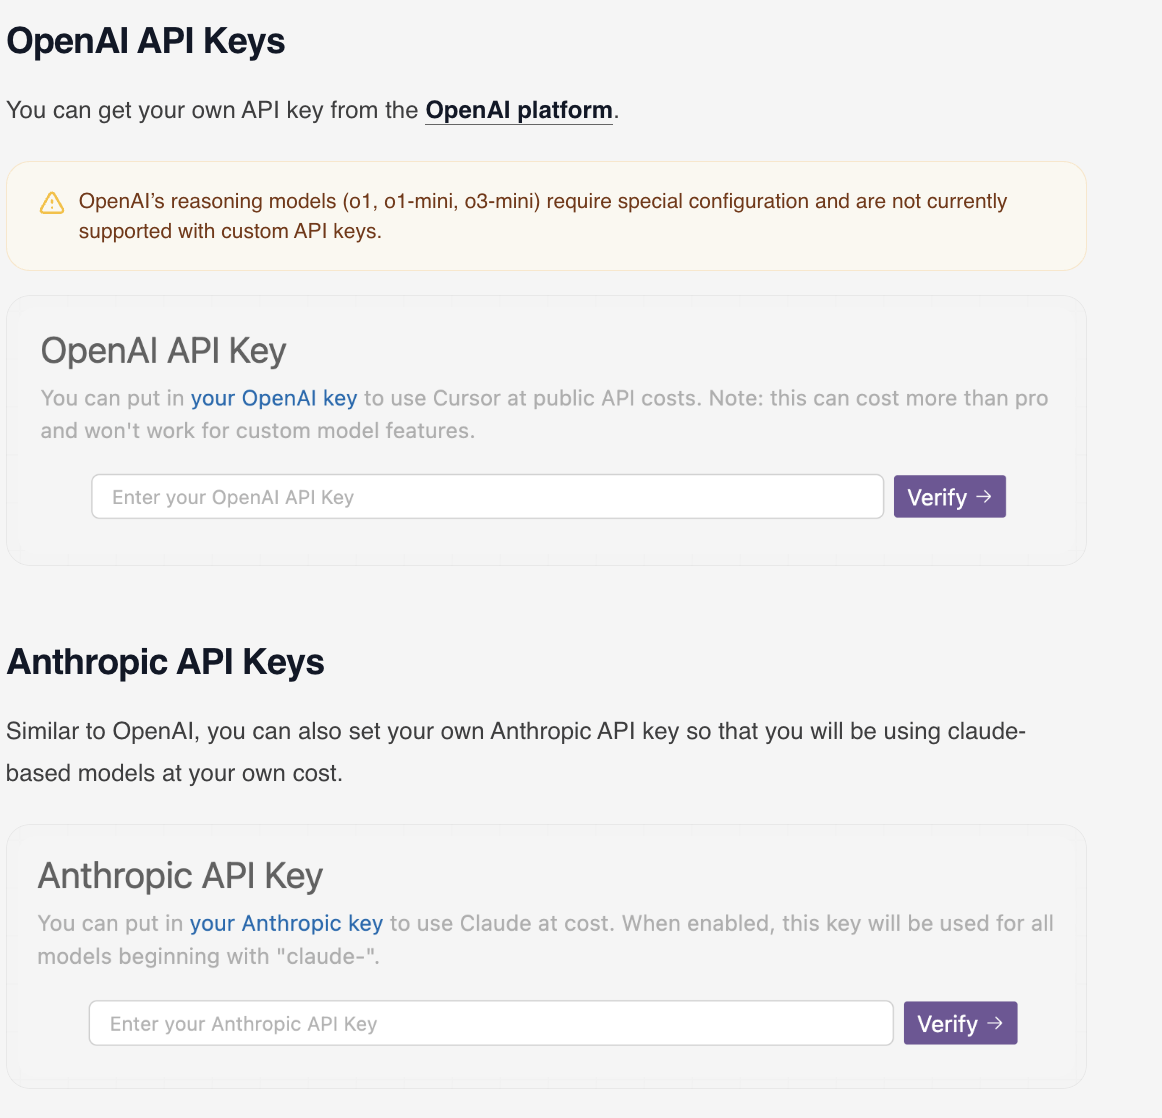 OpenAI API Keys
You can get your own API key from the OpenAI platform.
OpenAI’s reasoning models (o1, o1-mini, o3-mini) require special configuration and are not currently
supported with custom API keys.
OpenAI API Key
You can put in your OpenAI key to use Cursor at public API costs. Note: this can cost more than pro
and won't work for custom model features.
Enter your OpenAI API Key
Verify →
Anthropic API Keys
Similar to OpenAI, you can also set your own Anthropic API key so that you will be using claude-
based models at your own cost.
Anthropic API Key
You can put in your Anthropic key to use Claude at cost. When enabled, this key will be used for all
models beginning with "claude-".
Enter your Anthropic API Key
Verify →